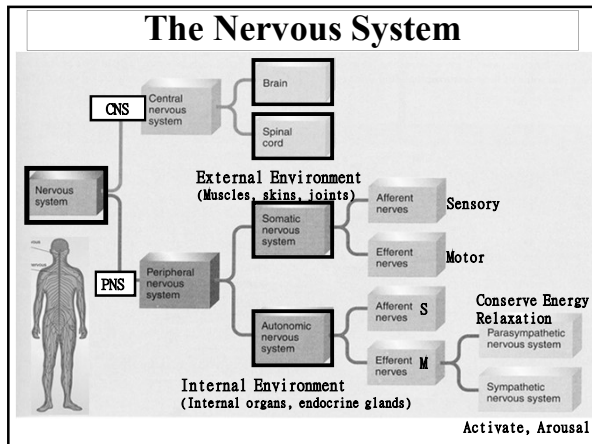 The Nervous System
CNS
Central
nervous
system
Brain
Spinal
cord
Nervous
system
External Environment
(Muscles, skins, joints)
Somatic
nervous
system
Afferent
nerves
Sensory
Efferent
nerves
Motor
PNS
Peripheral
nervous
system
Autonomic
nervous
system
Afferent
nerves
S
Efferent
nerves
M
Conserve Energy
Relaxation
Parasympathetic
nervous system
Sympathetic
nervous system
Internal Environment
(Internal organs, endocrine glands)
Activate, Arousal